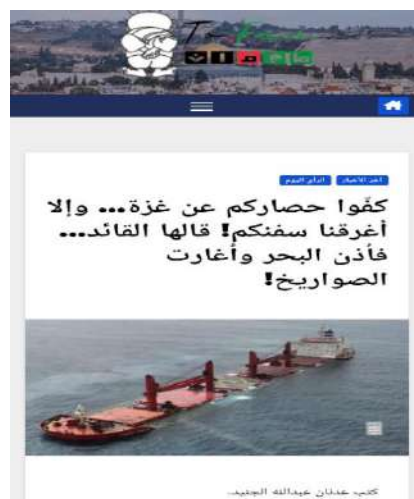 آخر الأخبار الرأي اليوم
كفّوا حصاركم عن غزة... وإلا
أغرقنا سفنكم! قالها القائد...
فأذن البحر وأغارت
الصواريخ!
كتب عدنان عبدالله الجنيد.